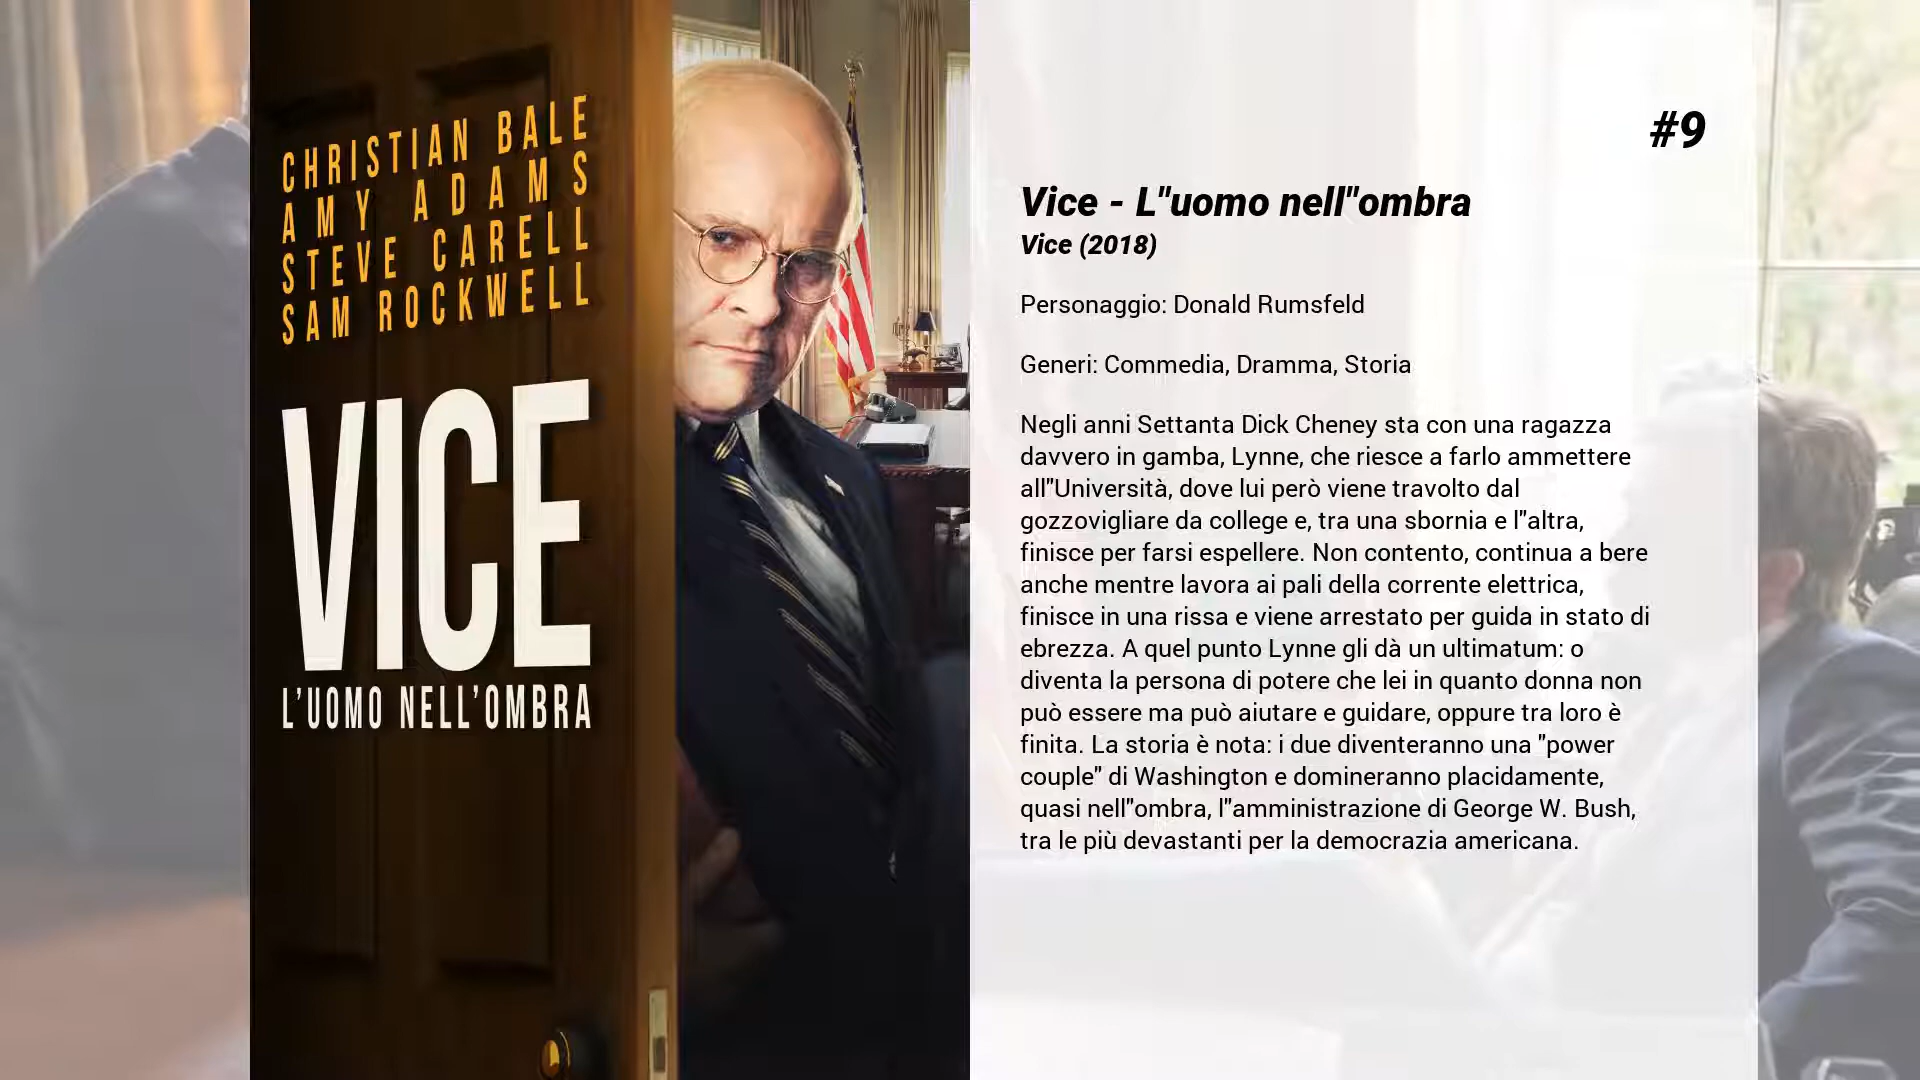 CHRISTIAN BALE
AMY ADAMS
STEVE CARELL
SAM ROCKWELL
VICE
L'UOMO NELL'OMBRA
#9
Vice - L"uomo nell"ombra
Vice (2018)
Personaggio: Donald Rumsfeld
Generi: Commedia, Dramma, Storia
Negli anni Settanta Dick Cheney sta con una ragazza
davvero in gamba, Lynne, che riesce a farlo ammettere
all"Università, dove lui però viene travolto dal
gozzovigliare da college e, tra una sbornia e l"altra,
finisce per farsi espellere. Non contento, continua a bere
anche mentre lavora ai pali della corrente elettrica,
finisce in una rissa e viene arrestato per guida in stato di
ebrezza. A quel punto Lynne gli dà un ultimatum: o
diventa la persona di potere che lei in quanto donna non
può essere ma può aiutare e guidare, oppure tra loro è
finita. La storia è nota: i due diventeranno una "power
couple" di Washington e domineranno placidamente,
quasi nell"ombra, l"amministrazione di George W. Bush,
tra le più devastanti per la democrazia americana.